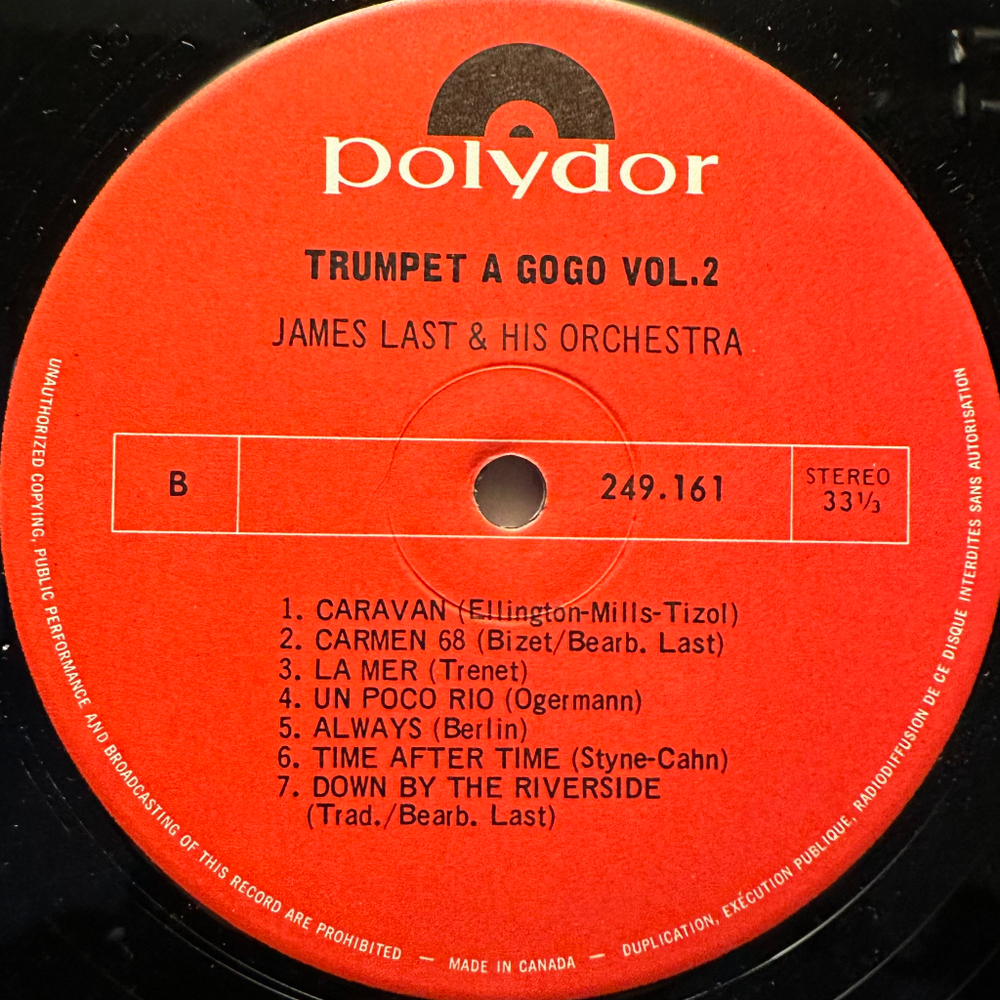 polydor
TRUMPET A GOGO VOL.2
JAMES LAST & HIS ORCHESTRA
B
249.161
STEREO
33⅓
1. CARAVAN (Ellington-Mills-Tizol)
2. CARMEN 68 (Bizet/Bearb. Last)
3. LA MER (Trenet)
4. UN POCO RIO (Ogermann)
5. ALWAYS (Berlin)
6. TIME AFTER TIME (Styne-Cahn)
7. DOWN BY THE RIVERSIDE
(Trad./Bearb. Last)
UNAUTHORIZED COPYING, PUBLIC PERFORMANCE AND BROADCASTING OF THIS RECORD ARE PROHIBITED — MADE IN CANADA — DUPLICATION, EXÉCUTION PUBLIQUE, RADIODIFFUSION DE CE DISQUE INTERDITES SANS AUTORISATION